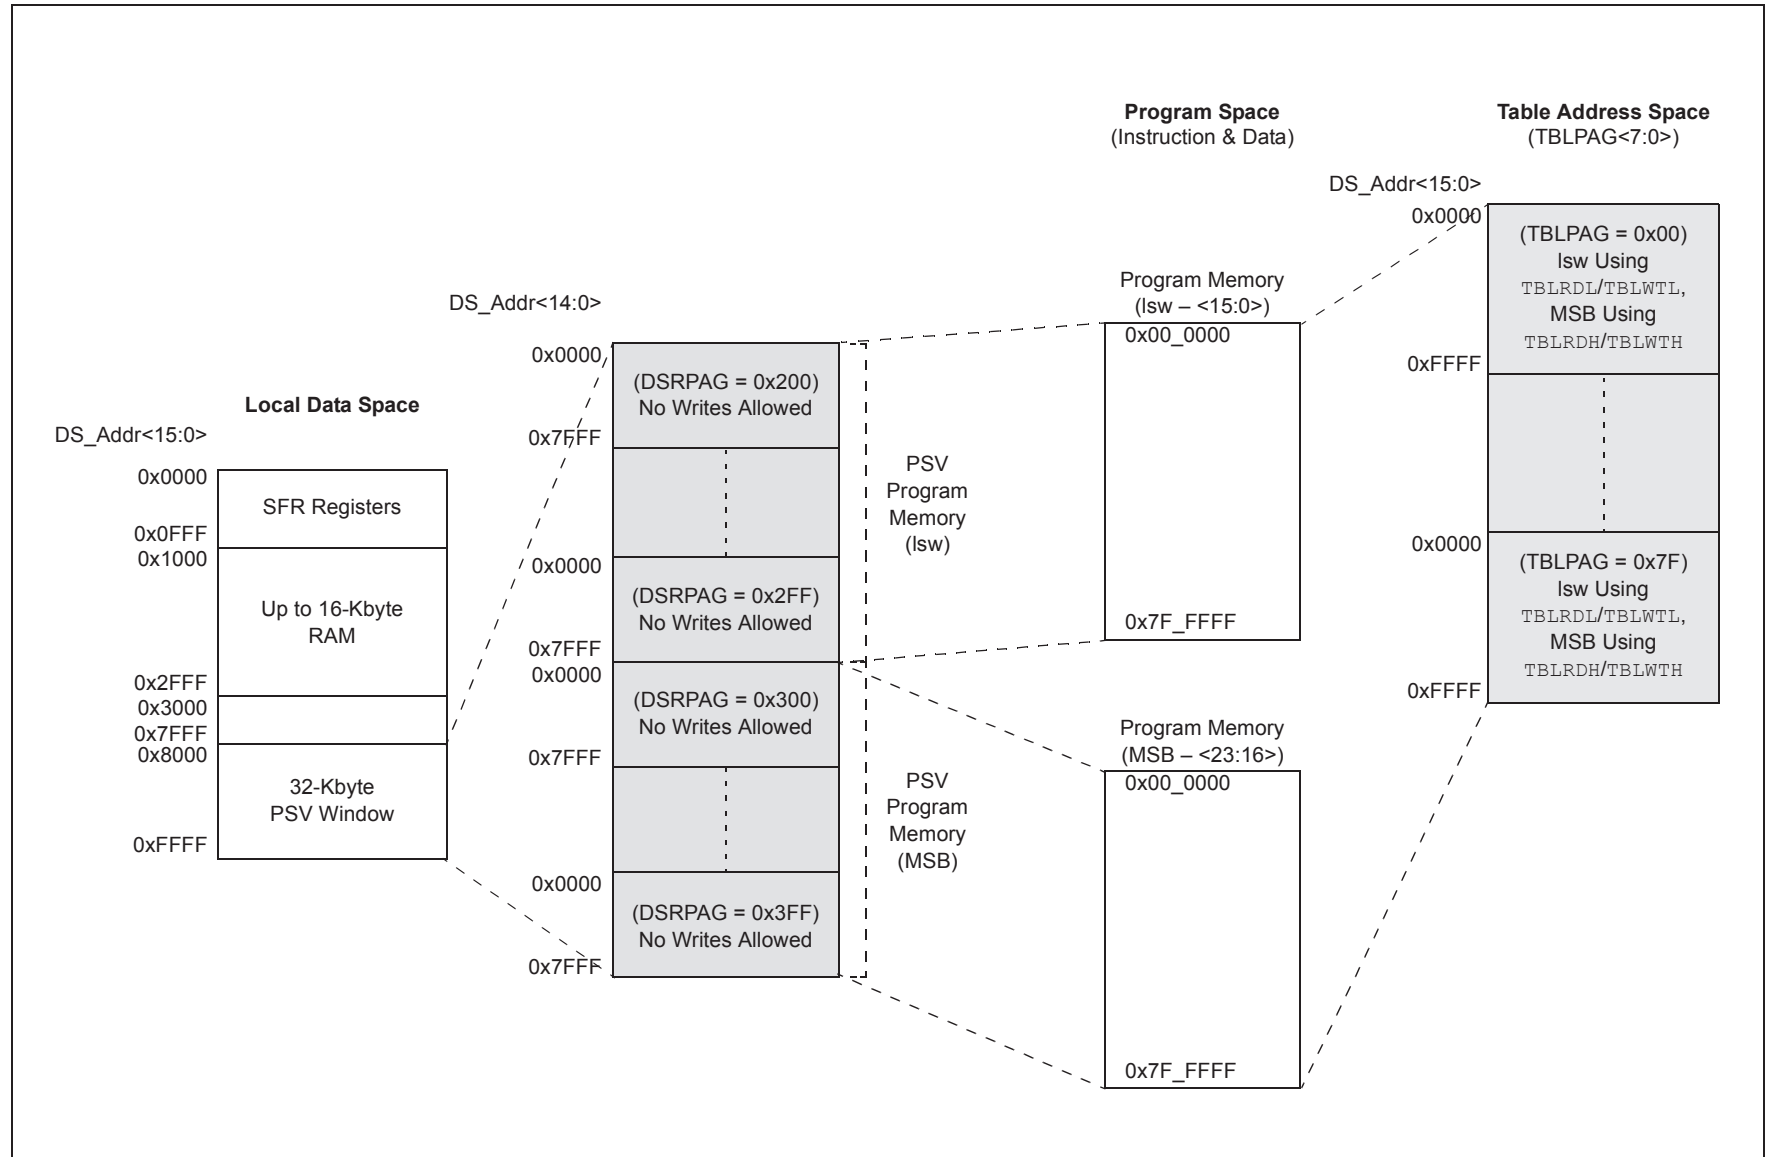 Program Space
(Instruction & Data)
Table Address Space
(TBLPAG<7:0>)
DS_Addr<15:0>
0x0000
(TBLPAG = 0x00)
lsw Using
TBLRDL/TBLWTL,
MSB Using
TBLRDH/TBLWTH
0xFFFF
0x0000
(TBLPAG = 0x7F)
lsw Using
TBLRDL/TBLWTL,
MSB Using
TBLRDH/TBLWTH
0xFFFF
Program Memory
(lsw – <15:0>)
0x00_0000
0x7F_FFFF
Program Memory
(MSB – <23:16>)
0x00_0000
0x7F_FFFF
DS_Addr<14:0>
0x0000
(DSRPAG = 0x200)
No Writes Allowed
0x7FFF
0x0000
(DSRPAG = 0x2FF)
No Writes Allowed
0x7FFF
0x0000
(DSRPAG = 0x300)
No Writes Allowed
0x7FFF
0x0000
(DSRPAG = 0x3FF)
No Writes Allowed
0x7FFF
PSV
Program
Memory
(lsw)
PSV
Program
Memory
(MSB)
Local Data Space
DS_Addr<15:0>
0x0000
SFR Registers
0x0FFF
0x1000
Up to 16-Kbyte
RAM
0x2FFF
0x3000
0x7FFF
0x8000
32-Kbyte
PSV Window
0xFFFF